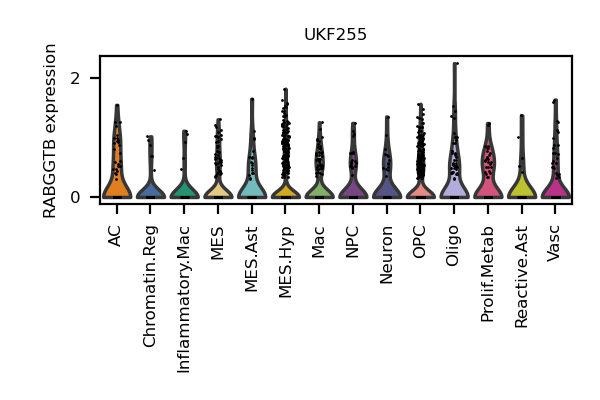 UKF255
RABGGTB expression
2
0
AC
Chromatin.Reg
Inflammatory.Mac
MES
MES.Ast
MES.Hyp
Mac
NPC
Neuron
OPC
Oligo
Prolif.Metab
Reactive.Ast
Vasc